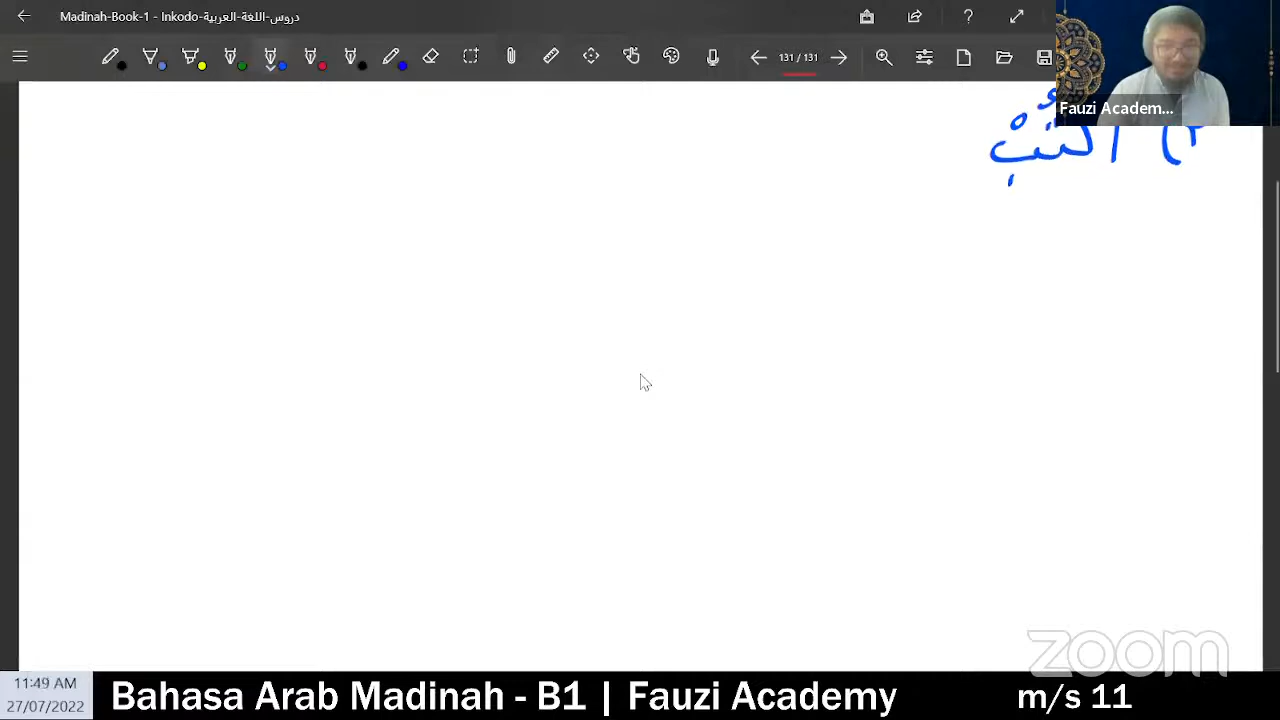 Madinah-Book-1 - Inkodo-دروس-اللغة-العربية
131 / 131
Fauzi Academ...
اكتُبْ
zoom
11:49 AM
27/07/2022
Bahasa Arab Madinah - B1 | Fauzi Academy
m/s 11